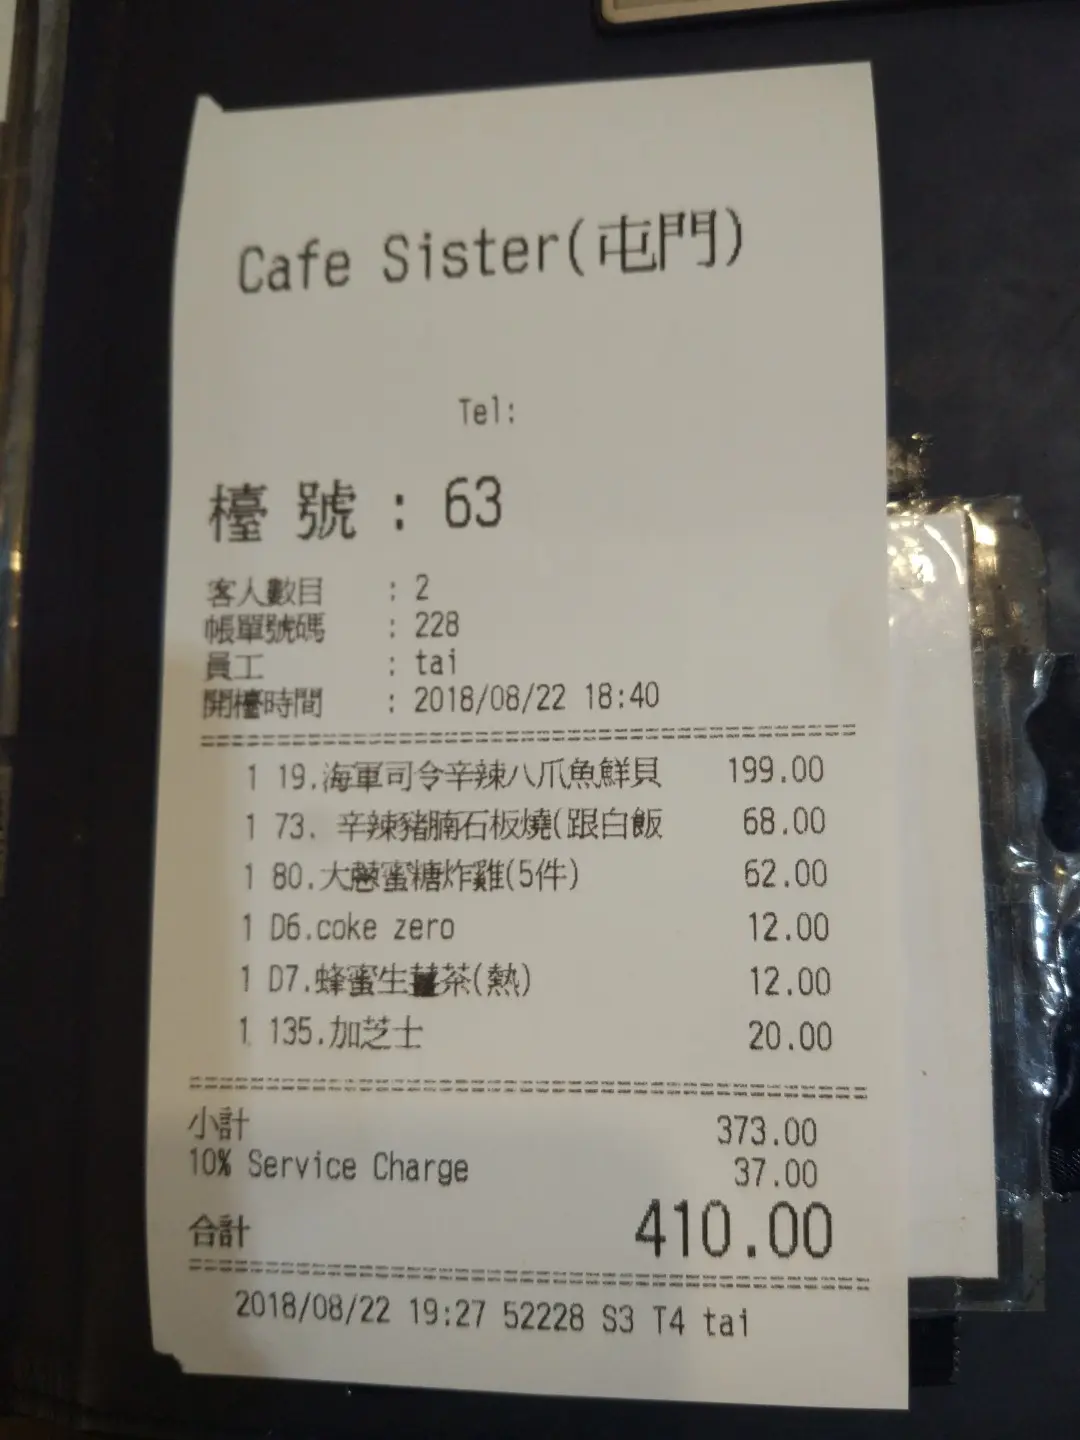 Cafe Sister(屯門)
Tel:
檯 號 : 63
客人數目 : 2
帳單號碼 : 228
員工 : tai
開檯時間 : 2018/08/22 18:40
1 19.海軍司令辛辣八爪魚鮮貝 199.00
1 73. 辛辣豬腩石板燒(跟白飯 68.00
1 80.大蔥蜜糖炸雞(5件) 62.00
1 D6.coke zero 12.00
1 D7.蜂蜜生薑茶(熱) 12.00
1 135.加芝士 20.00
小計 373.00
10% Service Charge 37.00
合計 410.00
2018/08/22 19:27 52228 S3 T4 tai